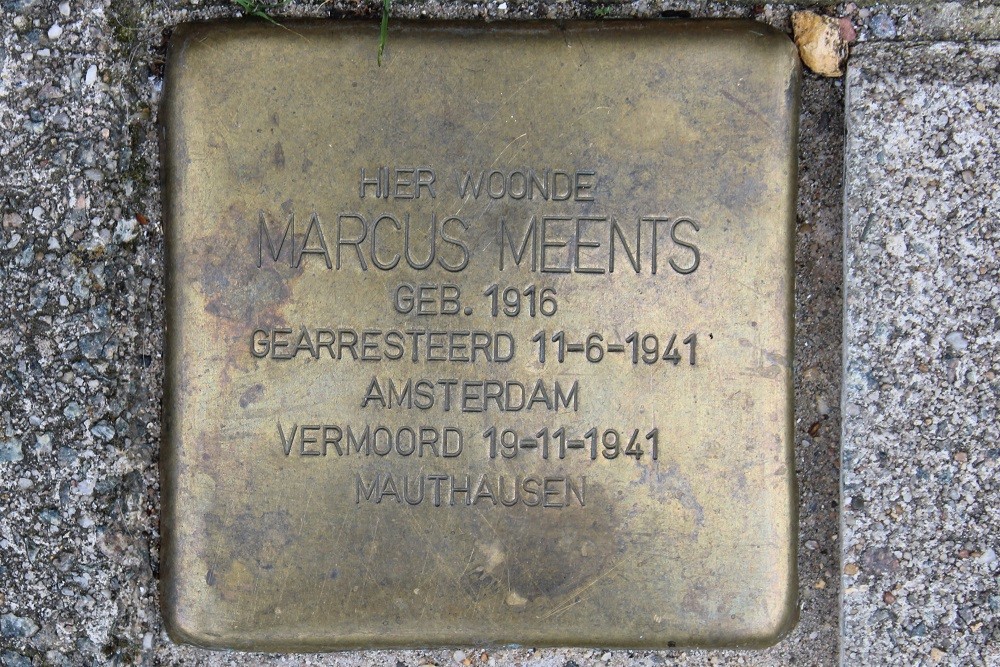 HIER WOONDE
MARCUS MEENTS
GEB. 1916
GEARRESTEERD 11-6-1941
AMSTERDAM
VERMOORD 19-11-1941
MAUTHAUSEN